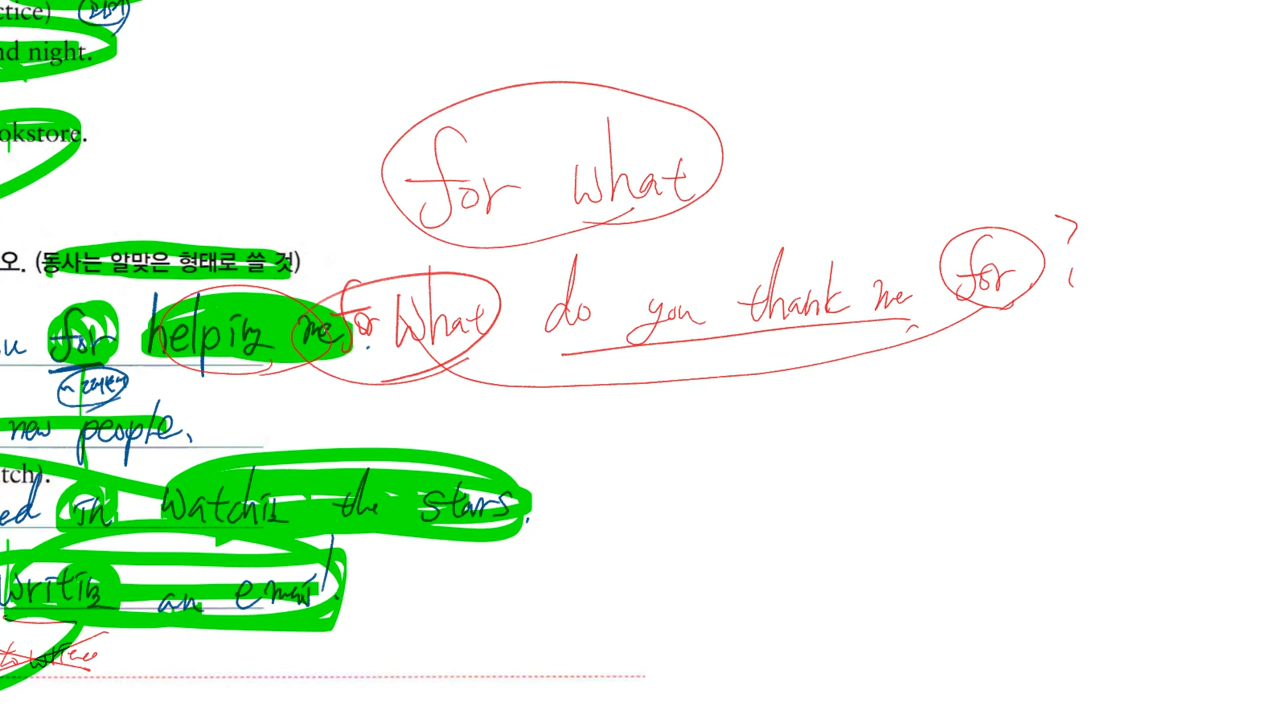 ctice)
nd night.
okstore.
for what
오. (동사는 알맞은 형태로 쓸 것)
for helping me. for What do you thank me for ?
new people.
tch).
ed in watching the stars.
writing an email.